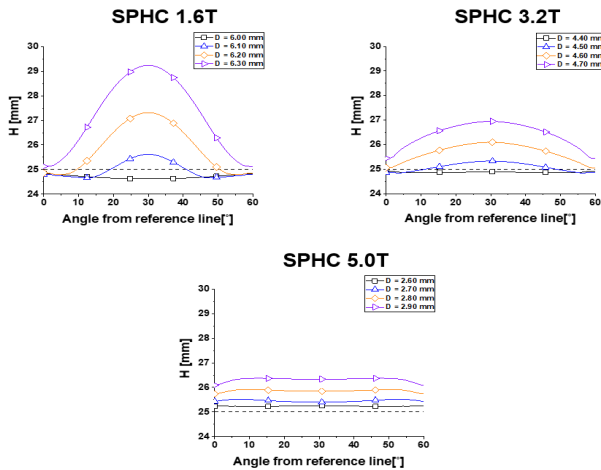 SPHC 1.6T
D = 6.00 mm
D = 6.10 mm
D = 6.20 mm
D = 6.30 mm
H [mm]
30
29
28
27
26
25
24
0 10 20 30 40 50 60
Angle from reference line[°]
SPHC 3.2T
D = 4.40 mm
D = 4.50 mm
D = 4.60 mm
D = 4.70 mm
H [mm]
30
29
28
27
26
25
24
0 10 20 30 40 50 60
Angle from reference line[°]
SPHC 5.0T
D = 2.60 mm
D = 2.70 mm
D = 2.80 mm
D = 2.90 mm
H [mm]
30
29
28
27
26
25
24
0 10 20 30 40 50 60
Angle from reference line[°]